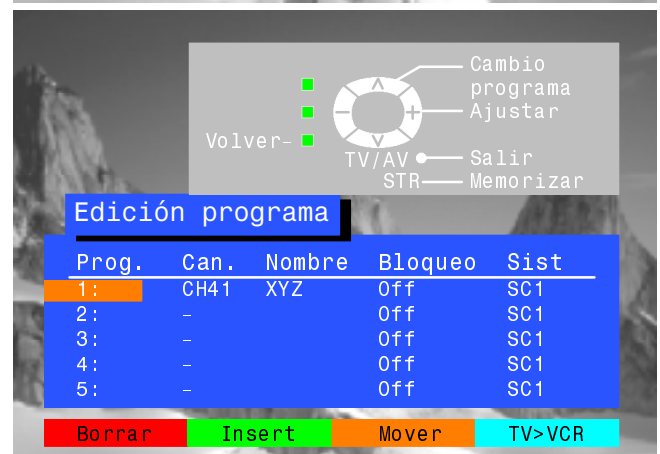 Cambio
programa
Ajustar
Volver–
TV/AV Salir
STR Memorizar
Edición programa
Prog. Can. Nombre Bloqueo Sist
1: CH41 XYZ Off SC1
2: – Off SC1
3: – Off SC1
4: – Off SC1
5: – Off SC1
Borrar Insert Mover TV>VCR